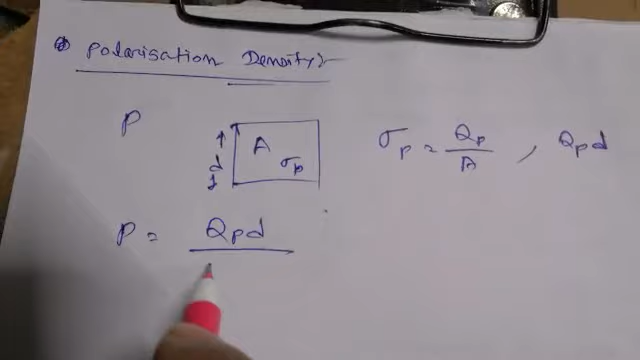 Polarisation Density:-
P
A
d
σp
σp = Qp / A , Qpd
P = Qpd